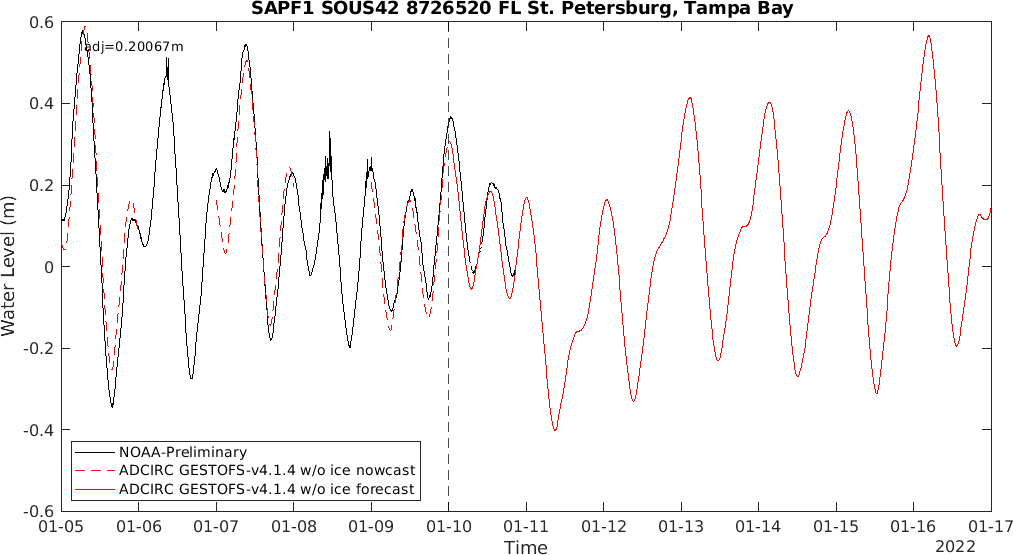 SAPF1 SOUS42 8726520 FL St. Petersburg, Tampa Bay
adj=0.20067m
0.6
0.4
0.2
0
-0.2
-0.4
-0.6
Water Level (m)
NOAA-Preliminary
ADCIRC GESTOFS-v4.1.4 w/o ice nowcast
ADCIRC GESTOFS-v4.1.4 w/o ice forecast
01-05 01-06 01-07 01-08 01-09 01-10 01-11 01-12 01-13 01-14 01-15 01-16 01-17
Time
2022